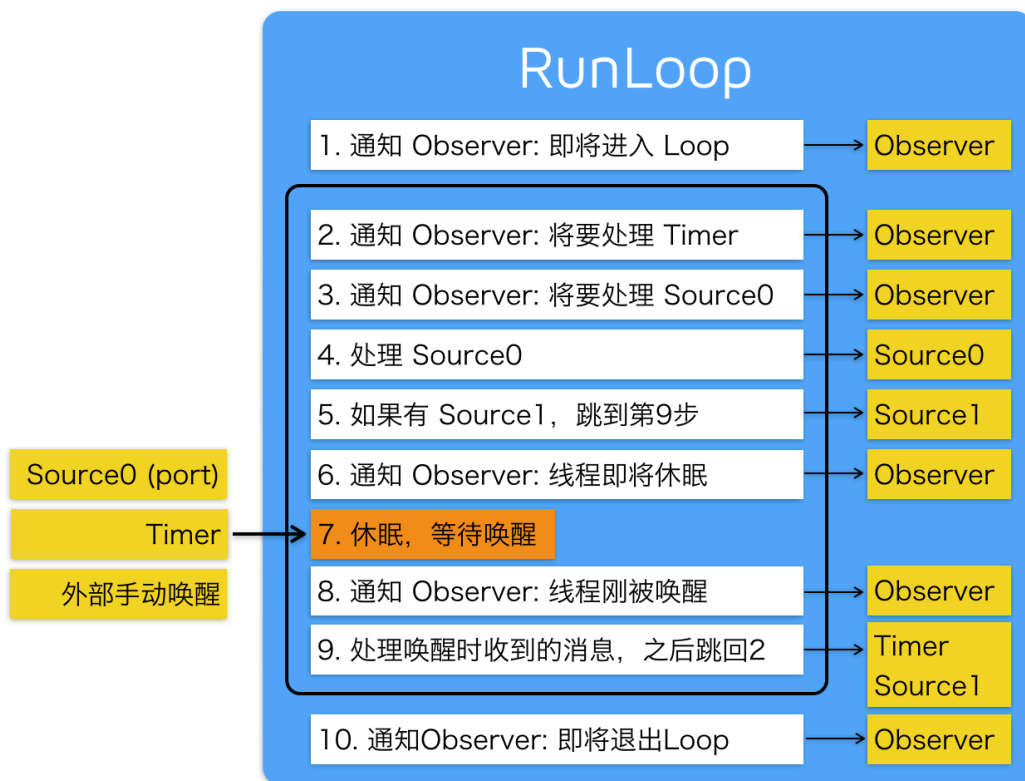 RunLoop
1. 通知 Observer: 即将进入 Loop
Observer
2. 通知 Observer: 将要处理 Timer
Observer
3. 通知 Observer: 将要处理 Source0
Observer
4. 处理 Source0
Source0
5. 如果有 Source1，跳到第9步
Source1
Source0 (port)
6. 通知 Observer: 线程即将休眠
Observer
Timer
7. 休眠，等待唤醒
外部手动唤醒
8. 通知 Observer: 线程刚被唤醒
Observer
9. 处理唤醒时收到的消息，之后跳回2
Timer
Source1
10. 通知Observer: 即将退出Loop
Observer